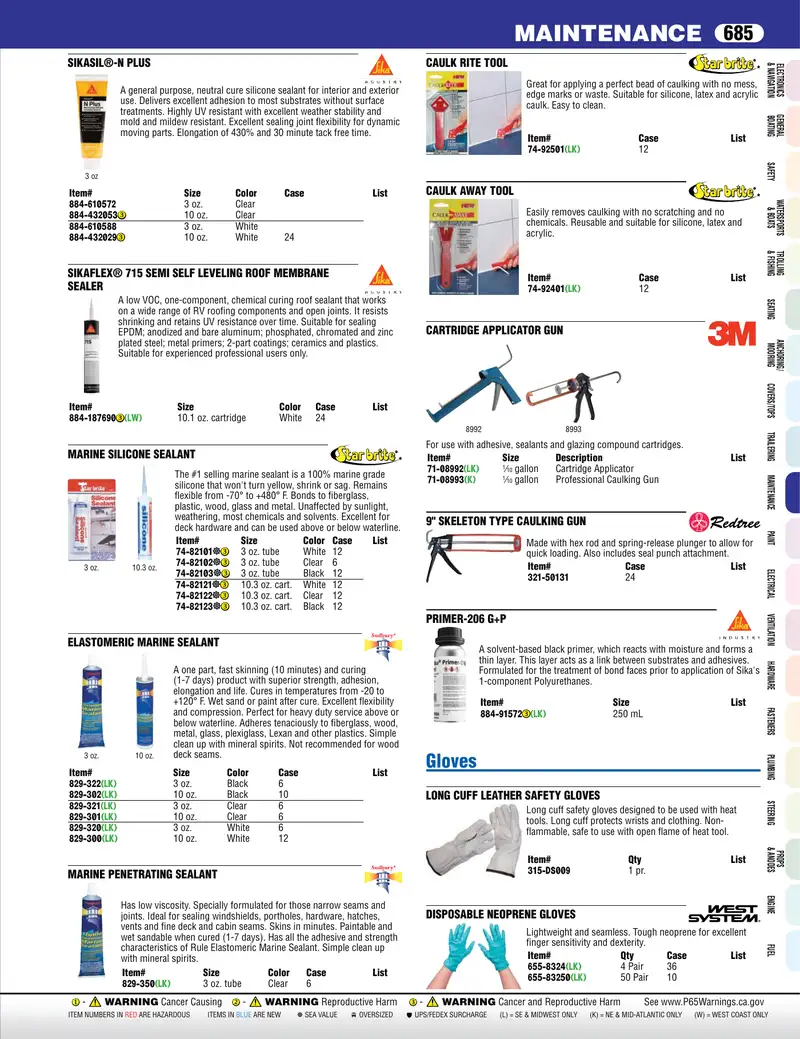 MAINTENANCE 685
SIKASIL®-N PLUS
Sika
INDUSTRY
A general purpose, neutral cure silicone sealant for interior and exterior
use. Delivers excellent adhesion to most substrates without surface
treatments. Highly UV resistant with excellent weather stability and
mold and mildew resistant. Excellent sealing joint flexibility for dynamic
moving parts. Elongation of 430% and 30 minute tack free time.
N Plus
3 oz
Item# Size Color Case List
884-610572 3 oz. Clear
884-432053③ 10 oz. Clear
884-610588 3 oz. White
884-432029③ 10 oz. White 24
SIKAFLEX® 715 SEMI SELF LEVELING ROOF MEMBRANE
SEALER
Sika
INDUSTRY
A low VOC, one-component, chemical curing roof sealant that works
on a wide range of RV roofing components and open joints. It resists
shrinking and retains UV resistance over time. Suitable for sealing
EPDM; anodized and bare aluminum; phosphated, chromated and zinc
plated steel; metal primers; 2-part coatings; ceramics and plastics.
Suitable for experienced professional users only.
715
Item# Size Color Case List
884-187690③(LW) 10.1 oz. cartridge White 24
MARINE SILICONE SEALANT
Star brite®
The #1 selling marine sealant is a 100% marine grade
silicone that won't turn yellow, shrink or sag. Remains
flexible from -70° to +480° F. Bonds to fiberglass,
plastic, wood, glass and metal. Unaffected by sunlight,
weathering, most chemicals and solvents. Excellent for
deck hardware and can be used above or below waterline.
3 oz. 10.3 oz.
Item# Size Color Case List
74-82101☸③ 3 oz. tube White 12
74-82102☸③ 3 oz. tube Clear 6
74-82103☸③ 3 oz. tube Black 12
74-82121☸③ 10.3 oz. cart. White 12
74-82122☸③ 10.3 oz. cart. Clear 12
74-82123☸③ 10.3 oz. cart. Black 12
ELASTOMERIC MARINE SEALANT
Sudbury®
A one part, fast skinning (10 minutes) and curing
(1-7 days) product with superior strength, adhesion,
elongation and life. Cures in temperatures from -20 to
+120° F. Wet sand or paint after cure. Excellent flexibility
and compression. Perfect for heavy duty service above or
below waterline. Adheres tenaciously to fiberglass, wood,
metal, glass, plexiglass, Lexan and other plastics. Simple
clean up with mineral spirits. Not recommended for wood
deck seams.
3 oz. 10 oz.
Item# Size Color Case List
829-322(LK) 3 oz. Black 6
829-302(LK) 10 oz. Black 10
829-321(LK) 3 oz. Clear 6
829-301(LK) 10 oz. Clear 6
829-320(LK) 3 oz. White 6
829-300(LK) 10 oz. White 12
MARINE PENETRATING SEALANT
Sudbury®
Has low viscosity. Specially formulated for those narrow seams and
joints. Ideal for sealing windshields, portholes, hardware, hatches,
vents and fine deck and cabin seams. Skins in minutes. Paintable and
wet sandable when cured (1-7 days). Has all the adhesive and strength
characteristics of Rule Elastomeric Marine Sealant. Simple clean up
with mineral spirits.
Item# Size Color Case List
829-350(LK) 3 oz. tube Clear 6
CAULK RITE TOOL
Star brite®
Great for applying a perfect bead of caulking with no mess,
edge marks or waste. Suitable for silicone, latex and acrylic
caulk. Easy to clean.
Item# Case List
74-92501(LK) 12
CAULK AWAY TOOL
Star brite®
Easily removes caulking with no scratching and no
chemicals. Reusable and suitable for silicone, latex and
acrylic.
Item# Case List
74-92401(LK) 12
CARTRIDGE APPLICATOR GUN
3M
8992 8993
For use with adhesive, sealants and glazing compound cartridges.
Item# Size Description List
71-08992(LK) 1⁄10 gallon Cartridge Applicator
71-08993(K) 1⁄10 gallon Professional Caulking Gun
9" SKELETON TYPE CAULKING GUN
Redtree
Made with hex rod and spring-release plunger to allow for
quick loading. Also includes seal punch attachment.
Item# Case List
321-50131 24
PRIMER-206 G+P
Sika
INDUSTRY
A solvent-based black primer, which reacts with moisture and forms a
thin layer. This layer acts as a link between substrates and adhesives.
Formulated for the treatment of bond faces prior to application of Sika's
1-component Polyurethanes.
Item# Size List
884-91572③(LK) 250 mL
Gloves
LONG CUFF LEATHER SAFETY GLOVES
Long cuff safety gloves designed to be used with heat
tools. Long cuff protects wrists and clothing. Non-
flammable, safe to use with open flame of heat tool.
Item# Qty List
315-DS009 1 pr.
DISPOSABLE NEOPRENE GLOVES
WEST SYSTEM®
Lightweight and seamless. Tough neoprene for excellent
finger sensitivity and dexterity.
Item# Qty Case List
655-8324(LK) 4 Pair 36
655-83250(LK) 50 Pair 10
ELECTRONICS
& NAVIGATION
GENERAL
BOATING
SAFETY
WATERSPORTS
& BOATS
TROLLING
& FISHING
SEATING
ANCHORING/
MOORING
COVERS/TOPS
TRAILERING
MAINTENANCE
PAINT
ELECTRICAL
VENTILATION
HARDWARE
FASTENERS
PLUMBING
STEERING
PROPS
& ANODES
ENGINE
FUEL
① - WARNING Cancer Causing ② - WARNING Reproductive Harm ③ - WARNING Cancer and Reproductive Harm See www.P65Warnings.ca.gov
ITEM NUMBERS IN RED ARE HAZARDOUS ITEMS IN BLUE ARE NEW ☸ SEA VALUE OVERSIZED UPS/FEDEX SURCHARGE (L) = SE & MIDWEST ONLY (K) = NE & MID-ATLANTIC ONLY (W) = WEST COAST ONLY